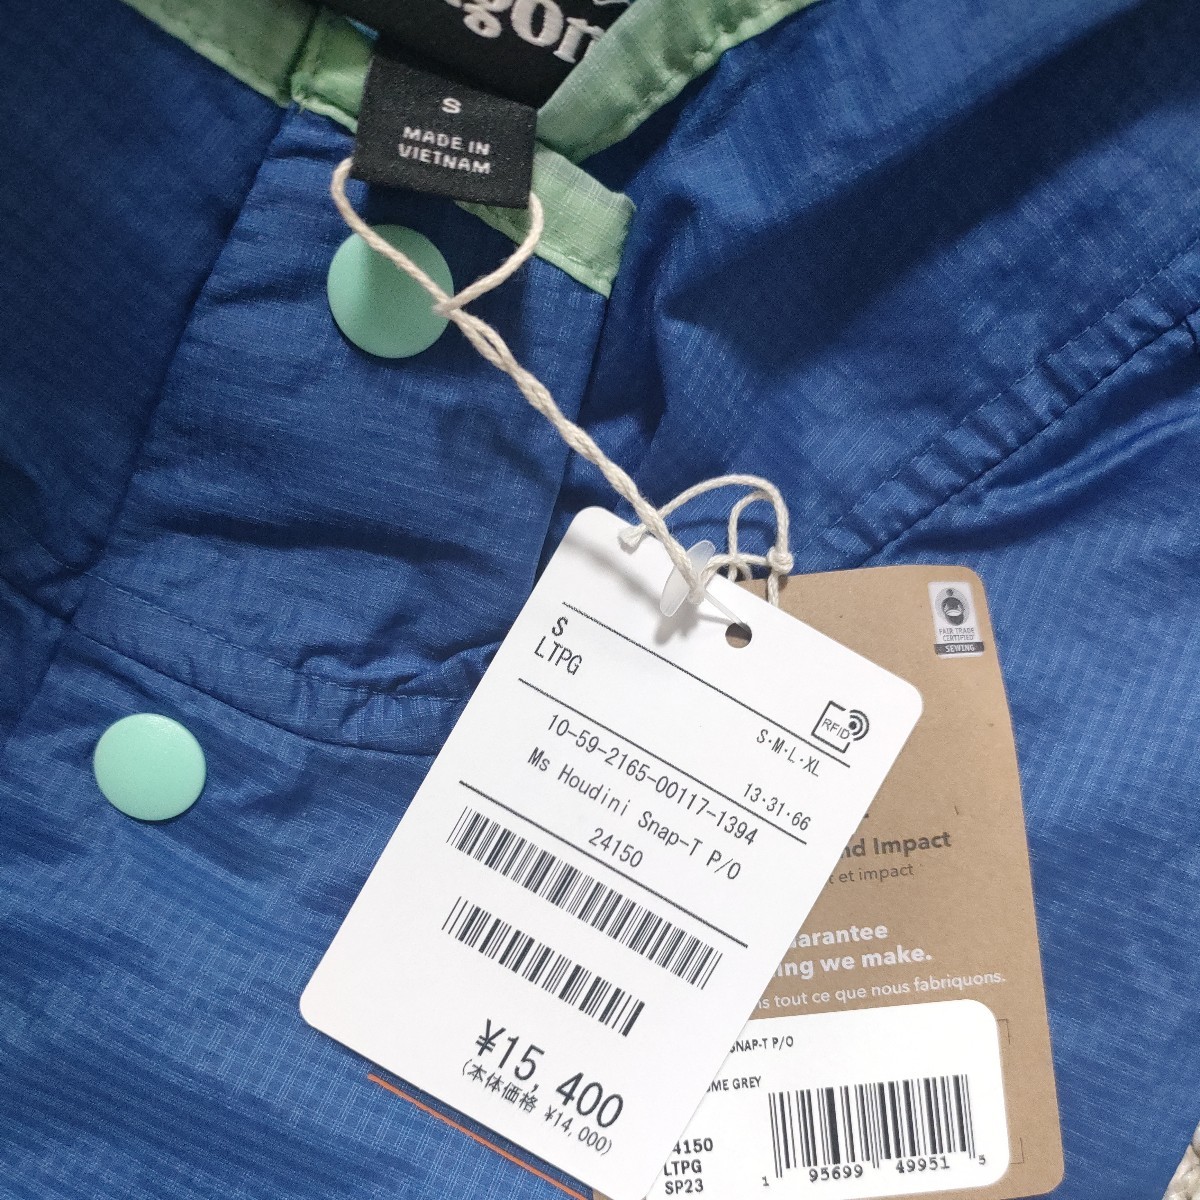 S
MADE IN
VIETNAM
S
LTPG
RFID
S・M・L・XL
10-59-2165-00117-1394
13・31・66
Ms Houdini Snap-T P/O
24150
¥15,400
(本体価格 ¥14,000)
FAIR TRADE
CERTIFIED
SEWING
nd Impact
et impact
arantee
ing we make.
is tout ce que nous fabriquons.
SNAP-T P/O
GREY
4150
LTPG
SP23
1 95699 49951 5